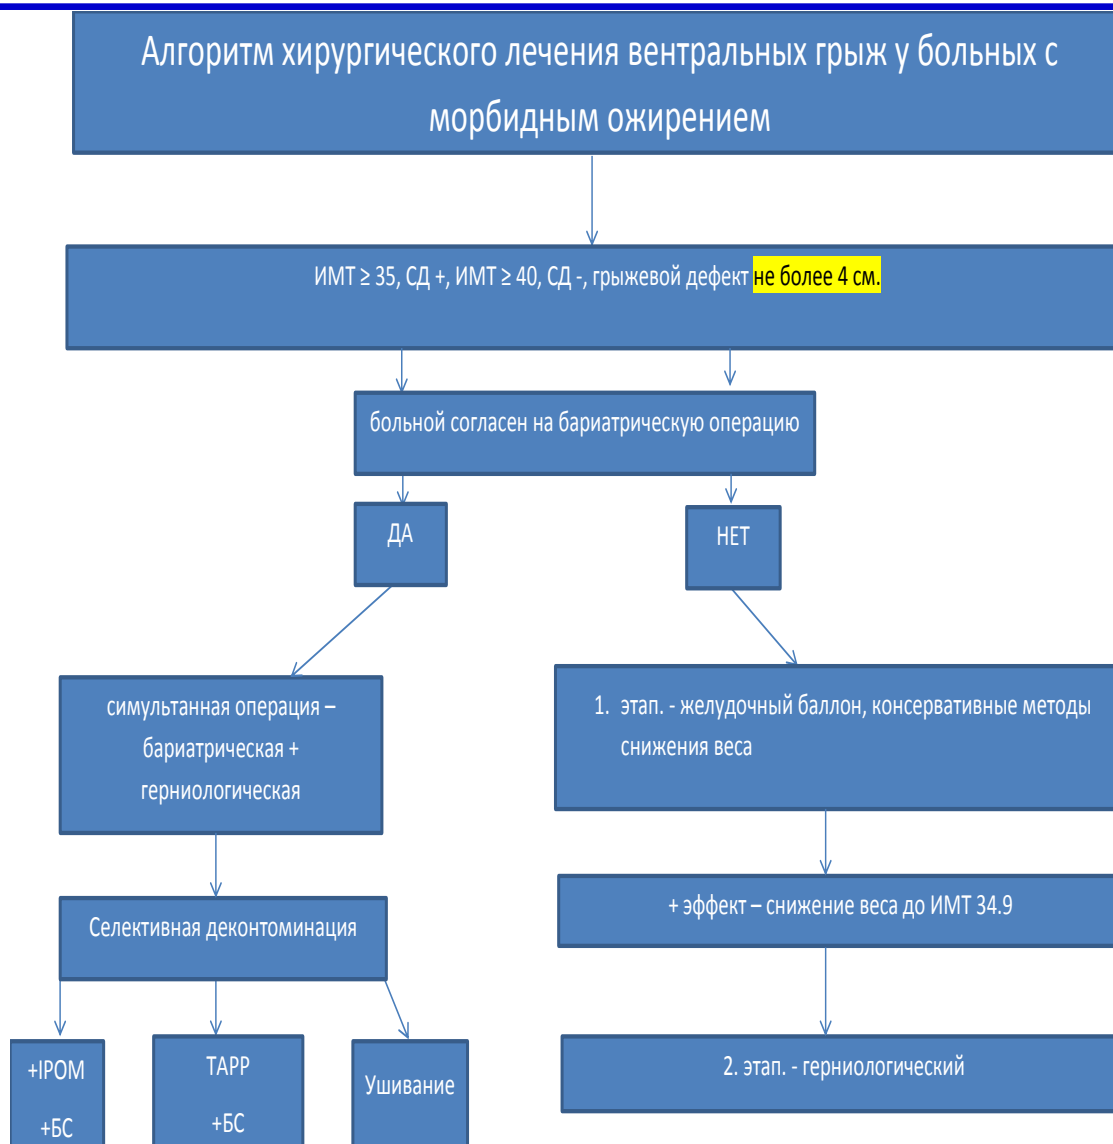 Алгоритм хирургического лечения вентральных грыж у больных с
морбидным ожирением
ИМТ ≥ 35, СД +, ИМТ ≥ 40, СД -, грыжевой дефект не более 4 см.
больной согласен на бариатрическую операцию
ДА
НЕТ
симультанная операция –
бариатрическая +
герниологическая
1. этап. - желудочный баллон, консервативные методы
снижения веса
Селективная деконтоминация
+ эффект – снижение веса до ИМТ 34.9
+IPOM
+БС
TAPP
+БС
Ушивание
2. этап. - герниологический